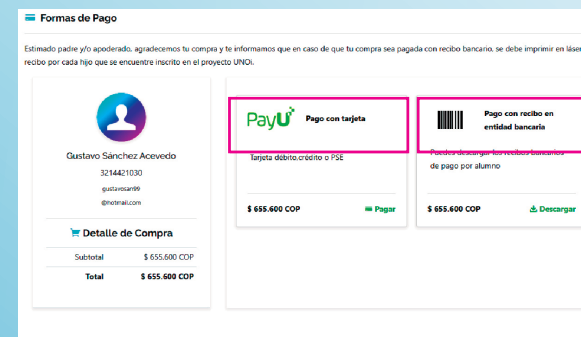 Formas de Pago
Estimado padre y/o apoderado, agradecemos tu compra y te informamos que en caso de que tu compra sea pagada con recibo bancario, se debe imprimir en láser
recibo por cada hijo que se encuentre inscrito en el proyecto UNOi.
Gustavo Sánchez Acevedo
3214421030
gustavosan99
@hotmail.com
Detalle de Compra
Subtotal $ 655.600 COP
Total $ 655.600 COP
PayU Pago con tarjeta
Tarjeta débito,crédito o PSE
$ 655.600 COP Pagar
Pago con recibo en
entidad bancaria
Puedes descargar los recibos bancarios
de pago por alumno
$ 655.600 COP Descargar